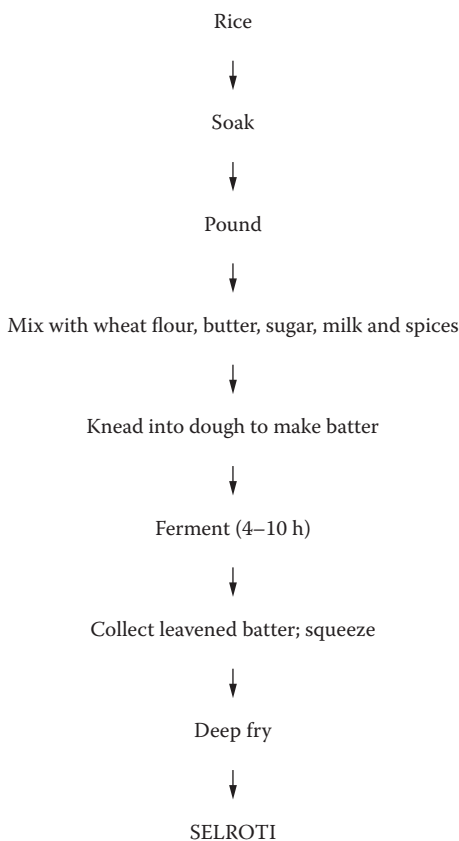 Rice
Soak
Pound
Mix with wheat flour, butter, sugar, milk and spices
Knead into dough to make batter
Ferment (4–10 h)
Collect leavened batter; squeeze
Deep fry
SELROTI